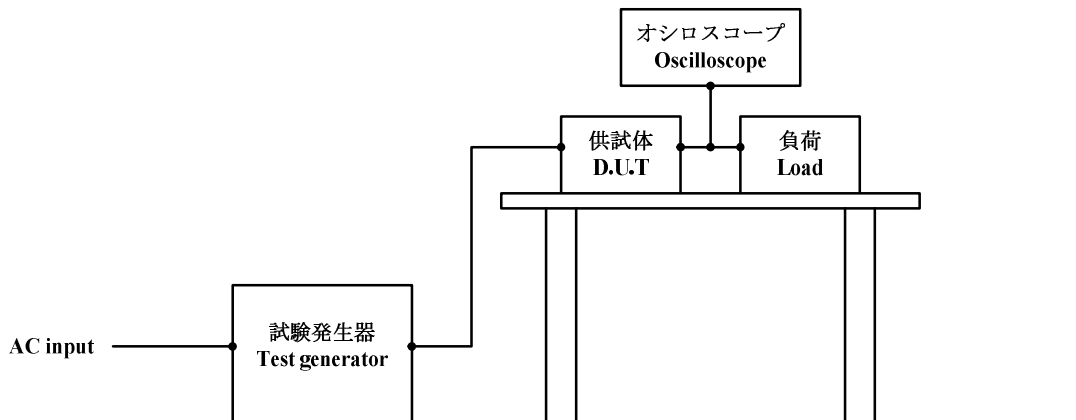 オシロスコープ
Oscilloscope
供試体
D.U.T
負荷
Load
試験発生器
Test generator
AC input